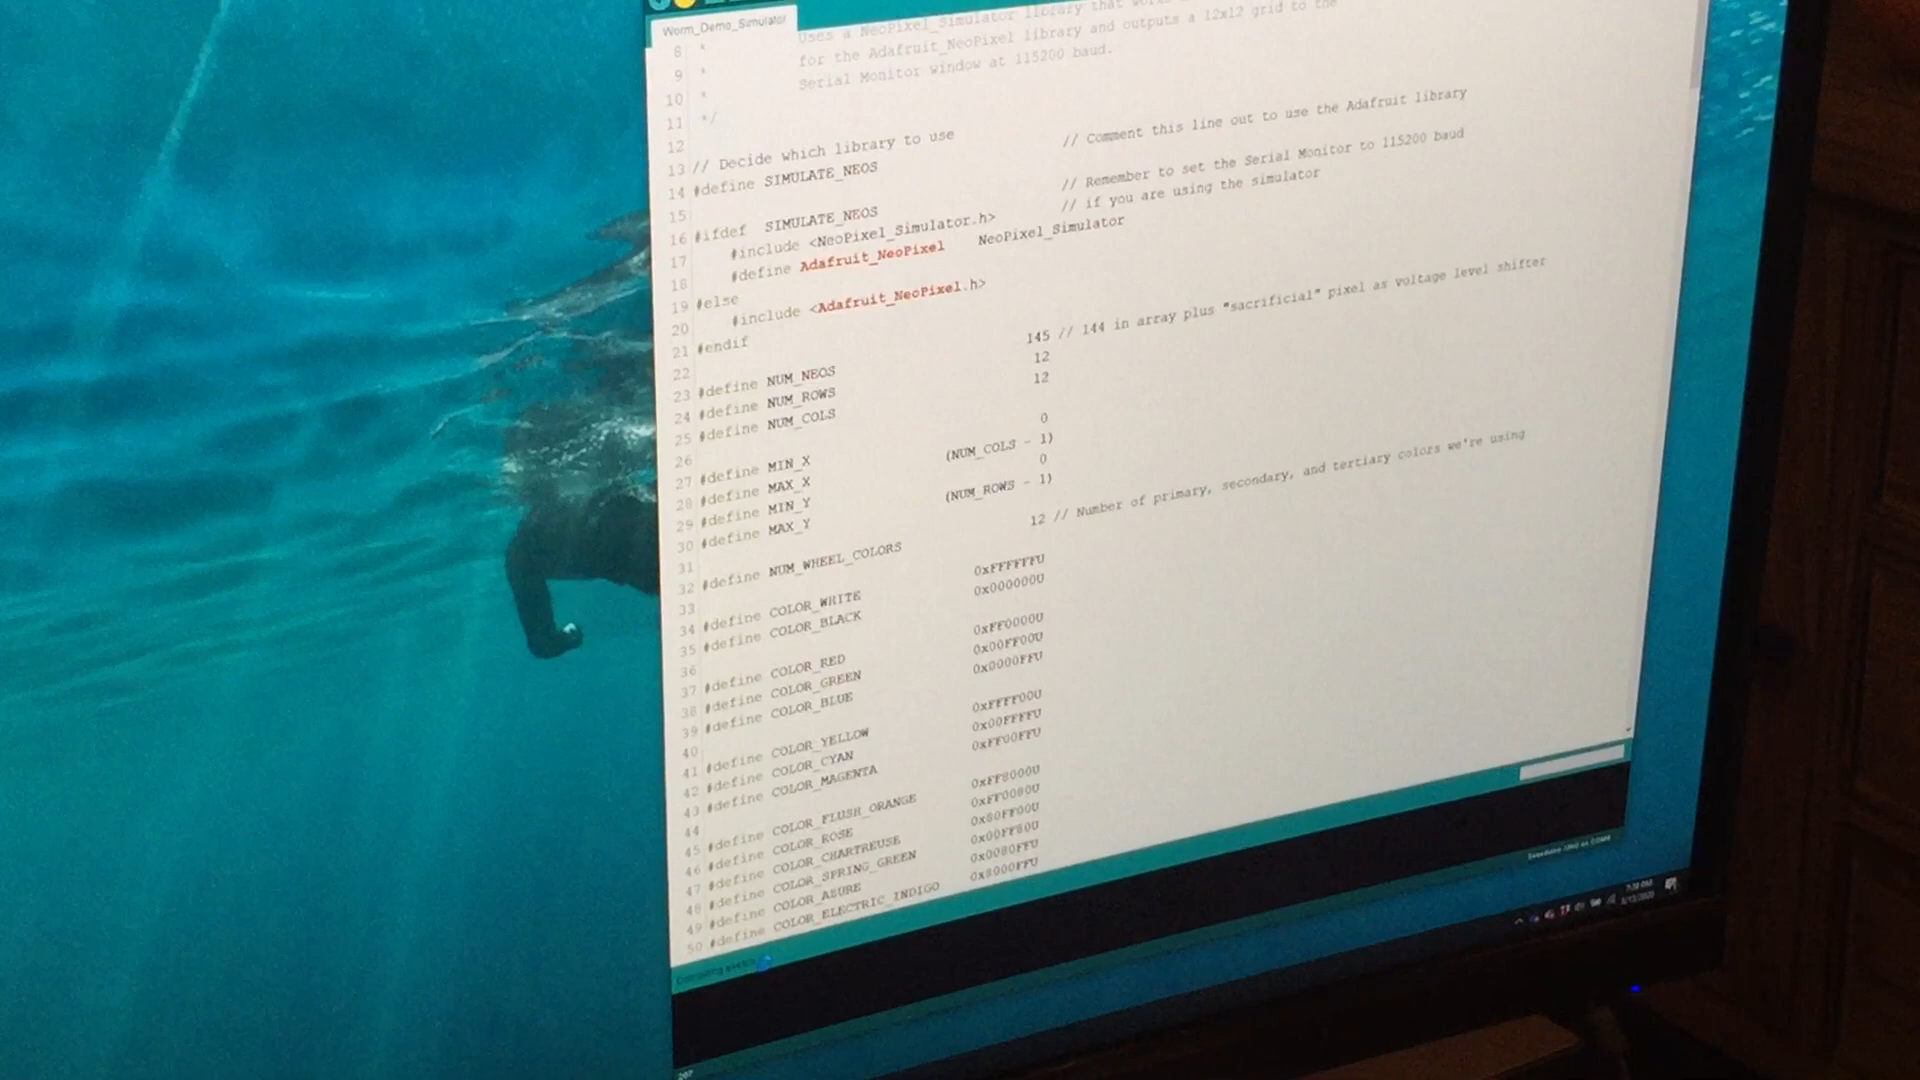 Worm_Demo_Simulator
8 * Uses a NeoPixel_Simulator library that works
9 * for the Adafruit_NeoPixel library and outputs a 12x12 grid to the
10 * Serial Monitor window at 115200 baud.
11 */
12
13 // Decide which library to use
14 #define SIMULATE_NEOS // Comment this line out to use the Adafruit library
15
16 #ifdef SIMULATE_NEOS // Remember to set the Serial Monitor to 115200 baud
17 #include <NeoPixel_Simulator.h> // if you are using the simulator
18 #define Adafruit_NeoPixel NeoPixel_Simulator
19 #else
20 #include <Adafruit_NeoPixel.h>
21 #endif
22
23 #define NUM_NEOS 145 // 144 in array plus "sacrificial" pixel as voltage level shifter
24 #define NUM_ROWS 12
25 #define NUM_COLS 12
26
27 #define MIN_X 0
28 #define MAX_X (NUM_COLS - 1)
29 #define MIN_Y 0
30 #define MAX_Y (NUM_ROWS - 1)
31
32 #define NUM_WHEEL_COLORS 12 // Number of primary, secondary, and tertiary colors we're using
33
34 #define COLOR_WHITE 0xFFFFFFU
35 #define COLOR_BLACK 0x000000U
36
37 #define COLOR_RED 0xFF0000U
38 #define COLOR_GREEN 0x00FF00U
39 #define COLOR_BLUE 0x0000FFU
40
41 #define COLOR_YELLOW 0xFFFF00U
42 #define COLOR_CYAN 0x00FFFFU
43 #define COLOR_MAGENTA 0xFF00FFU
44
45 #define COLOR_FLUSH_ORANGE 0xFF8000U
46 #define COLOR_ROSE 0xFF0080U
47 #define COLOR_CHARTREUSE 0x80FF00U
48 #define COLOR_SPRING_GREEN 0x00FF80U
49 #define COLOR_AZURE 0x0080FFU
50 #define COLOR_ELECTRIC_INDIGO 0x8000FFU
Compiling sketch
267